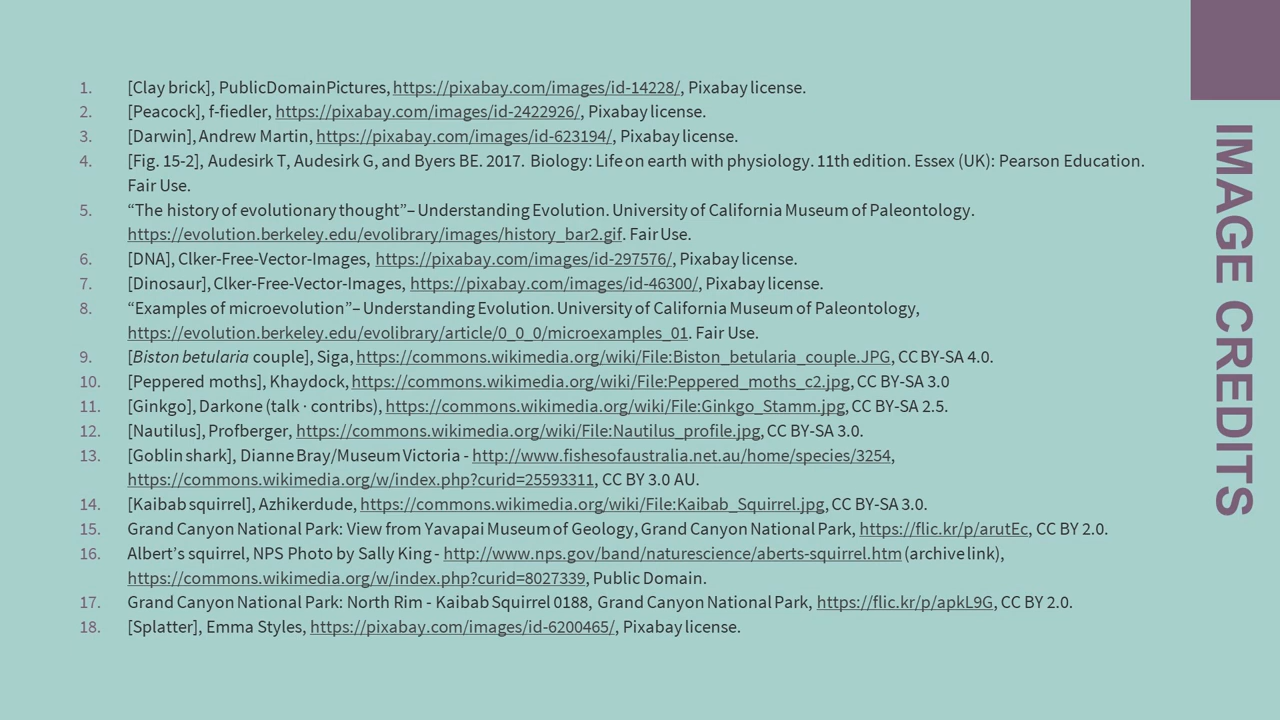 IMAGE CREDITS
1. [Clay brick], PublicDomainPictures, https://pixabay.com/images/id-14228/, Pixabay license.
2. [Peacock], f-fiedler, https://pixabay.com/images/id-2422926/, Pixabay license.
3. [Darwin], Andrew Martin, https://pixabay.com/images/id-623194/, Pixabay license.
4. [Fig. 15-2], Audesirk T, Audesirk G, and Byers BE. 2017. Biology: Life on earth with physiology. 11th edition. Essex (UK): Pearson Education.
Fair Use.
5. “The history of evolutionary thought”– Understanding Evolution. University of California Museum of Paleontology.
https://evolution.berkeley.edu/evolibrary/images/history_bar2.gif. Fair Use.
6. [DNA], Clker-Free-Vector-Images, https://pixabay.com/images/id-297576/, Pixabay license.
7. [Dinosaur], Clker-Free-Vector-Images, https://pixabay.com/images/id-46300/, Pixabay license.
8. “Examples of microevolution”– Understanding Evolution. University of California Museum of Paleontology,
https://evolution.berkeley.edu/evolibrary/article/0_0_0/microexamples_01. Fair Use.
9. [Biston betularia couple], Siga, https://commons.wikimedia.org/wiki/File:Biston_betularia_couple.JPG, CC BY-SA 4.0.
10. [Peppered moths], Khaydock, https://commons.wikimedia.org/wiki/File:Peppered_moths_c2.jpg, CC BY-SA 3.0
11. [Ginkgo], Darkone (talk · contribs), https://commons.wikimedia.org/wiki/File:Ginkgo_Stamm.jpg, CC BY-SA 2.5.
12. [Nautilus], Profberger, https://commons.wikimedia.org/wiki/File:Nautilus_profile.jpg, CC BY-SA 3.0.
13. [Goblin shark], Dianne Bray/Museum Victoria - http://www.fishesofaustralia.net.au/home/species/3254,
https://commons.wikimedia.org/w/index.php?curid=25593311, CC BY 3.0 AU.
14. [Kaibab squirrel], Azhikerdude, https://commons.wikimedia.org/wiki/File:Kaibab_Squirrel.jpg, CC BY-SA 3.0.
15. Grand Canyon National Park: View from Yavapai Museum of Geology, Grand Canyon National Park, https://flic.kr/p/arutEc, CC BY 2.0.
16. Albert’s squirrel, NPS Photo by Sally King - http://www.nps.gov/band/naturescience/aberts-squirrel.htm (archive link),
https://commons.wikimedia.org/w/index.php?curid=8027339, Public Domain.
17. Grand Canyon National Park: North Rim - Kaibab Squirrel 0188, Grand Canyon National Park, https://flic.kr/p/apkL9G, CC BY 2.0.
18. [Splatter], Emma Styles, https://pixabay.com/images/id-6200465/, Pixabay license.